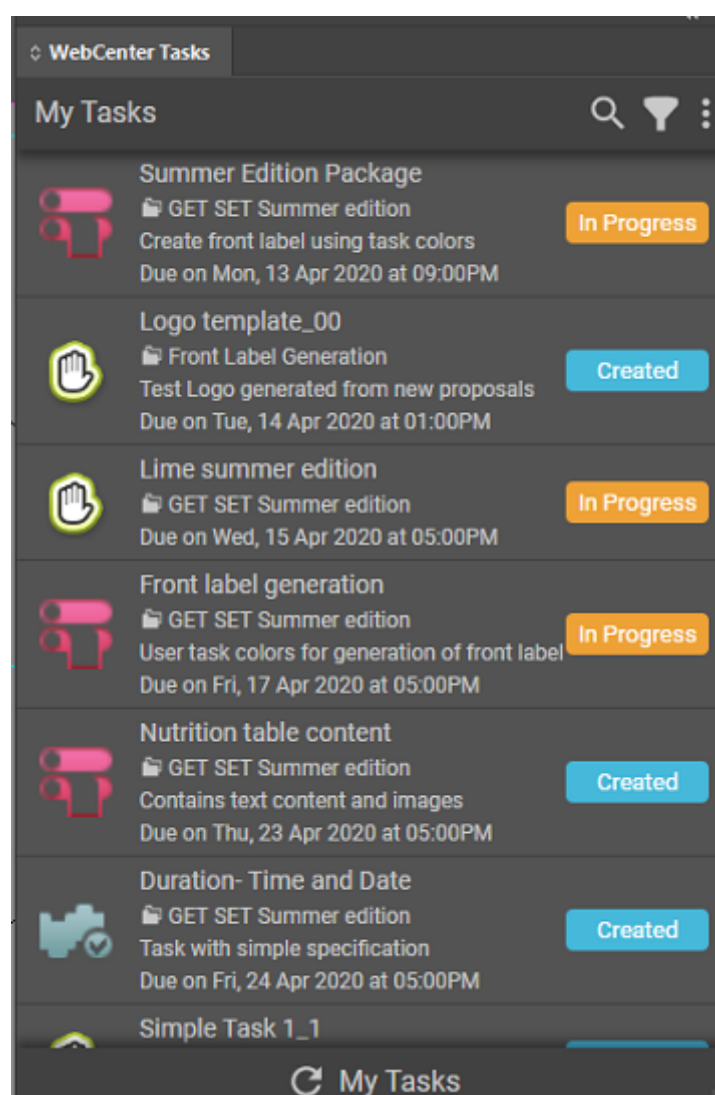 WebCenter Tasks
My Tasks
Summer Edition Package
GET SET Summer edition
Create front label using task colors
Due on Mon, 13 Apr 2020 at 09:00PM
In Progress
Logo template_00
Front Label Generation
Test Logo generated from new proposals
Due on Tue, 14 Apr 2020 at 01:00PM
Created
Lime summer edition
GET SET Summer edition
Due on Wed, 15 Apr 2020 at 05:00PM
In Progress
Front label generation
GET SET Summer edition
User task colors for generation of front label
Due on Fri, 17 Apr 2020 at 05:00PM
In Progress
Nutrition table content
GET SET Summer edition
Contains text content and images
Due on Thu, 23 Apr 2020 at 05:00PM
Created
Duration- Time and Date
GET SET Summer edition
Task with simple specification
Due on Fri, 24 Apr 2020 at 05:00PM
Created
Simple Task 1_1
My Tasks